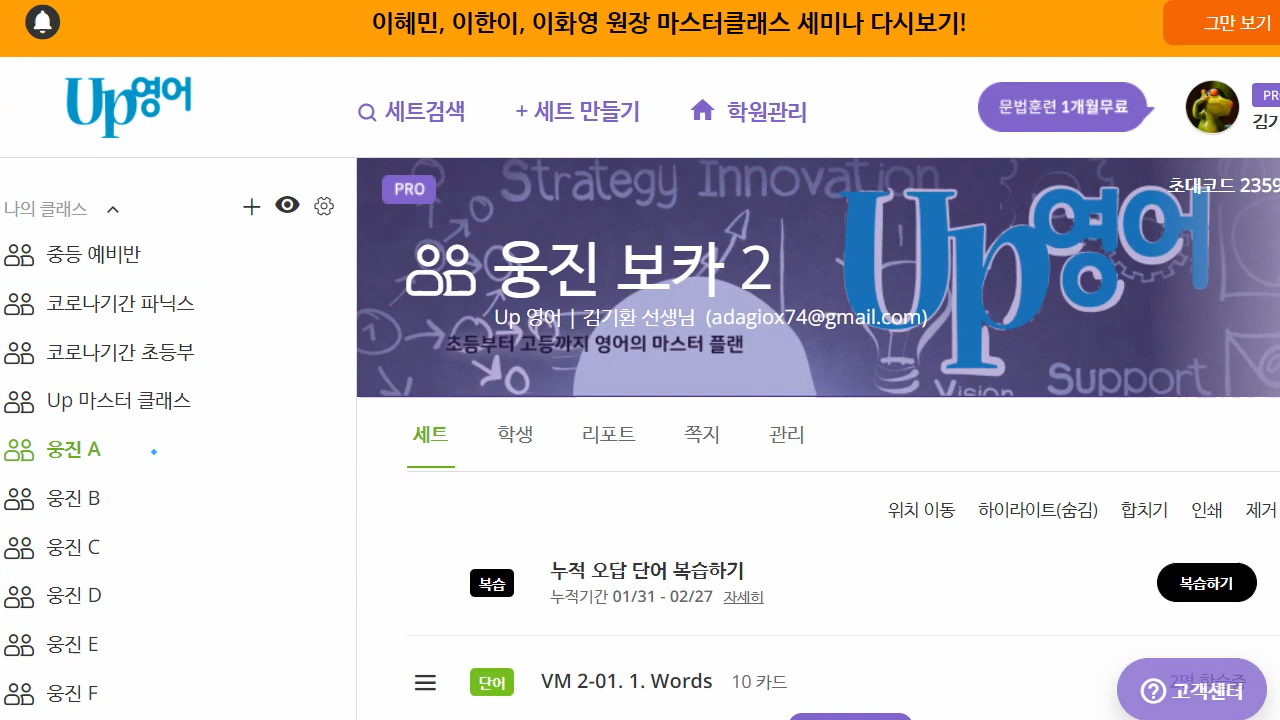 이혜민, 이한이, 이화영 원장 마스터클래스 세미나 다시보기!
그만 보기
Up영어
세트검색
+ 세트 만들기
학원관리
문법훈련 1개월무료
나의 클래스
중등 예비반
코로나기간 파닉스
코로나기간 초등부
Up 마스터 클래스
웅진 A
웅진 B
웅진 C
웅진 D
웅진 E
웅진 F
PRO
Strategy Innovation
초대코드 2359
Up영어
웅진 보카 2
Up 영어 | 김기환 선생님 (adagiox74@gmail.com)
초등부터 고등까지 영어의 마스터 플랜
1
Vision
Support
세트
학생
리포트
쪽지
관리
위치 이동
하이라이트(숨김)
합치기
인쇄
제거
복습
누적 오답 단어 복습하기
누적기간 01/31 - 02/27 자세히
복습하기
단어
VM 2-01. 1. Words 10 카드
고객센터